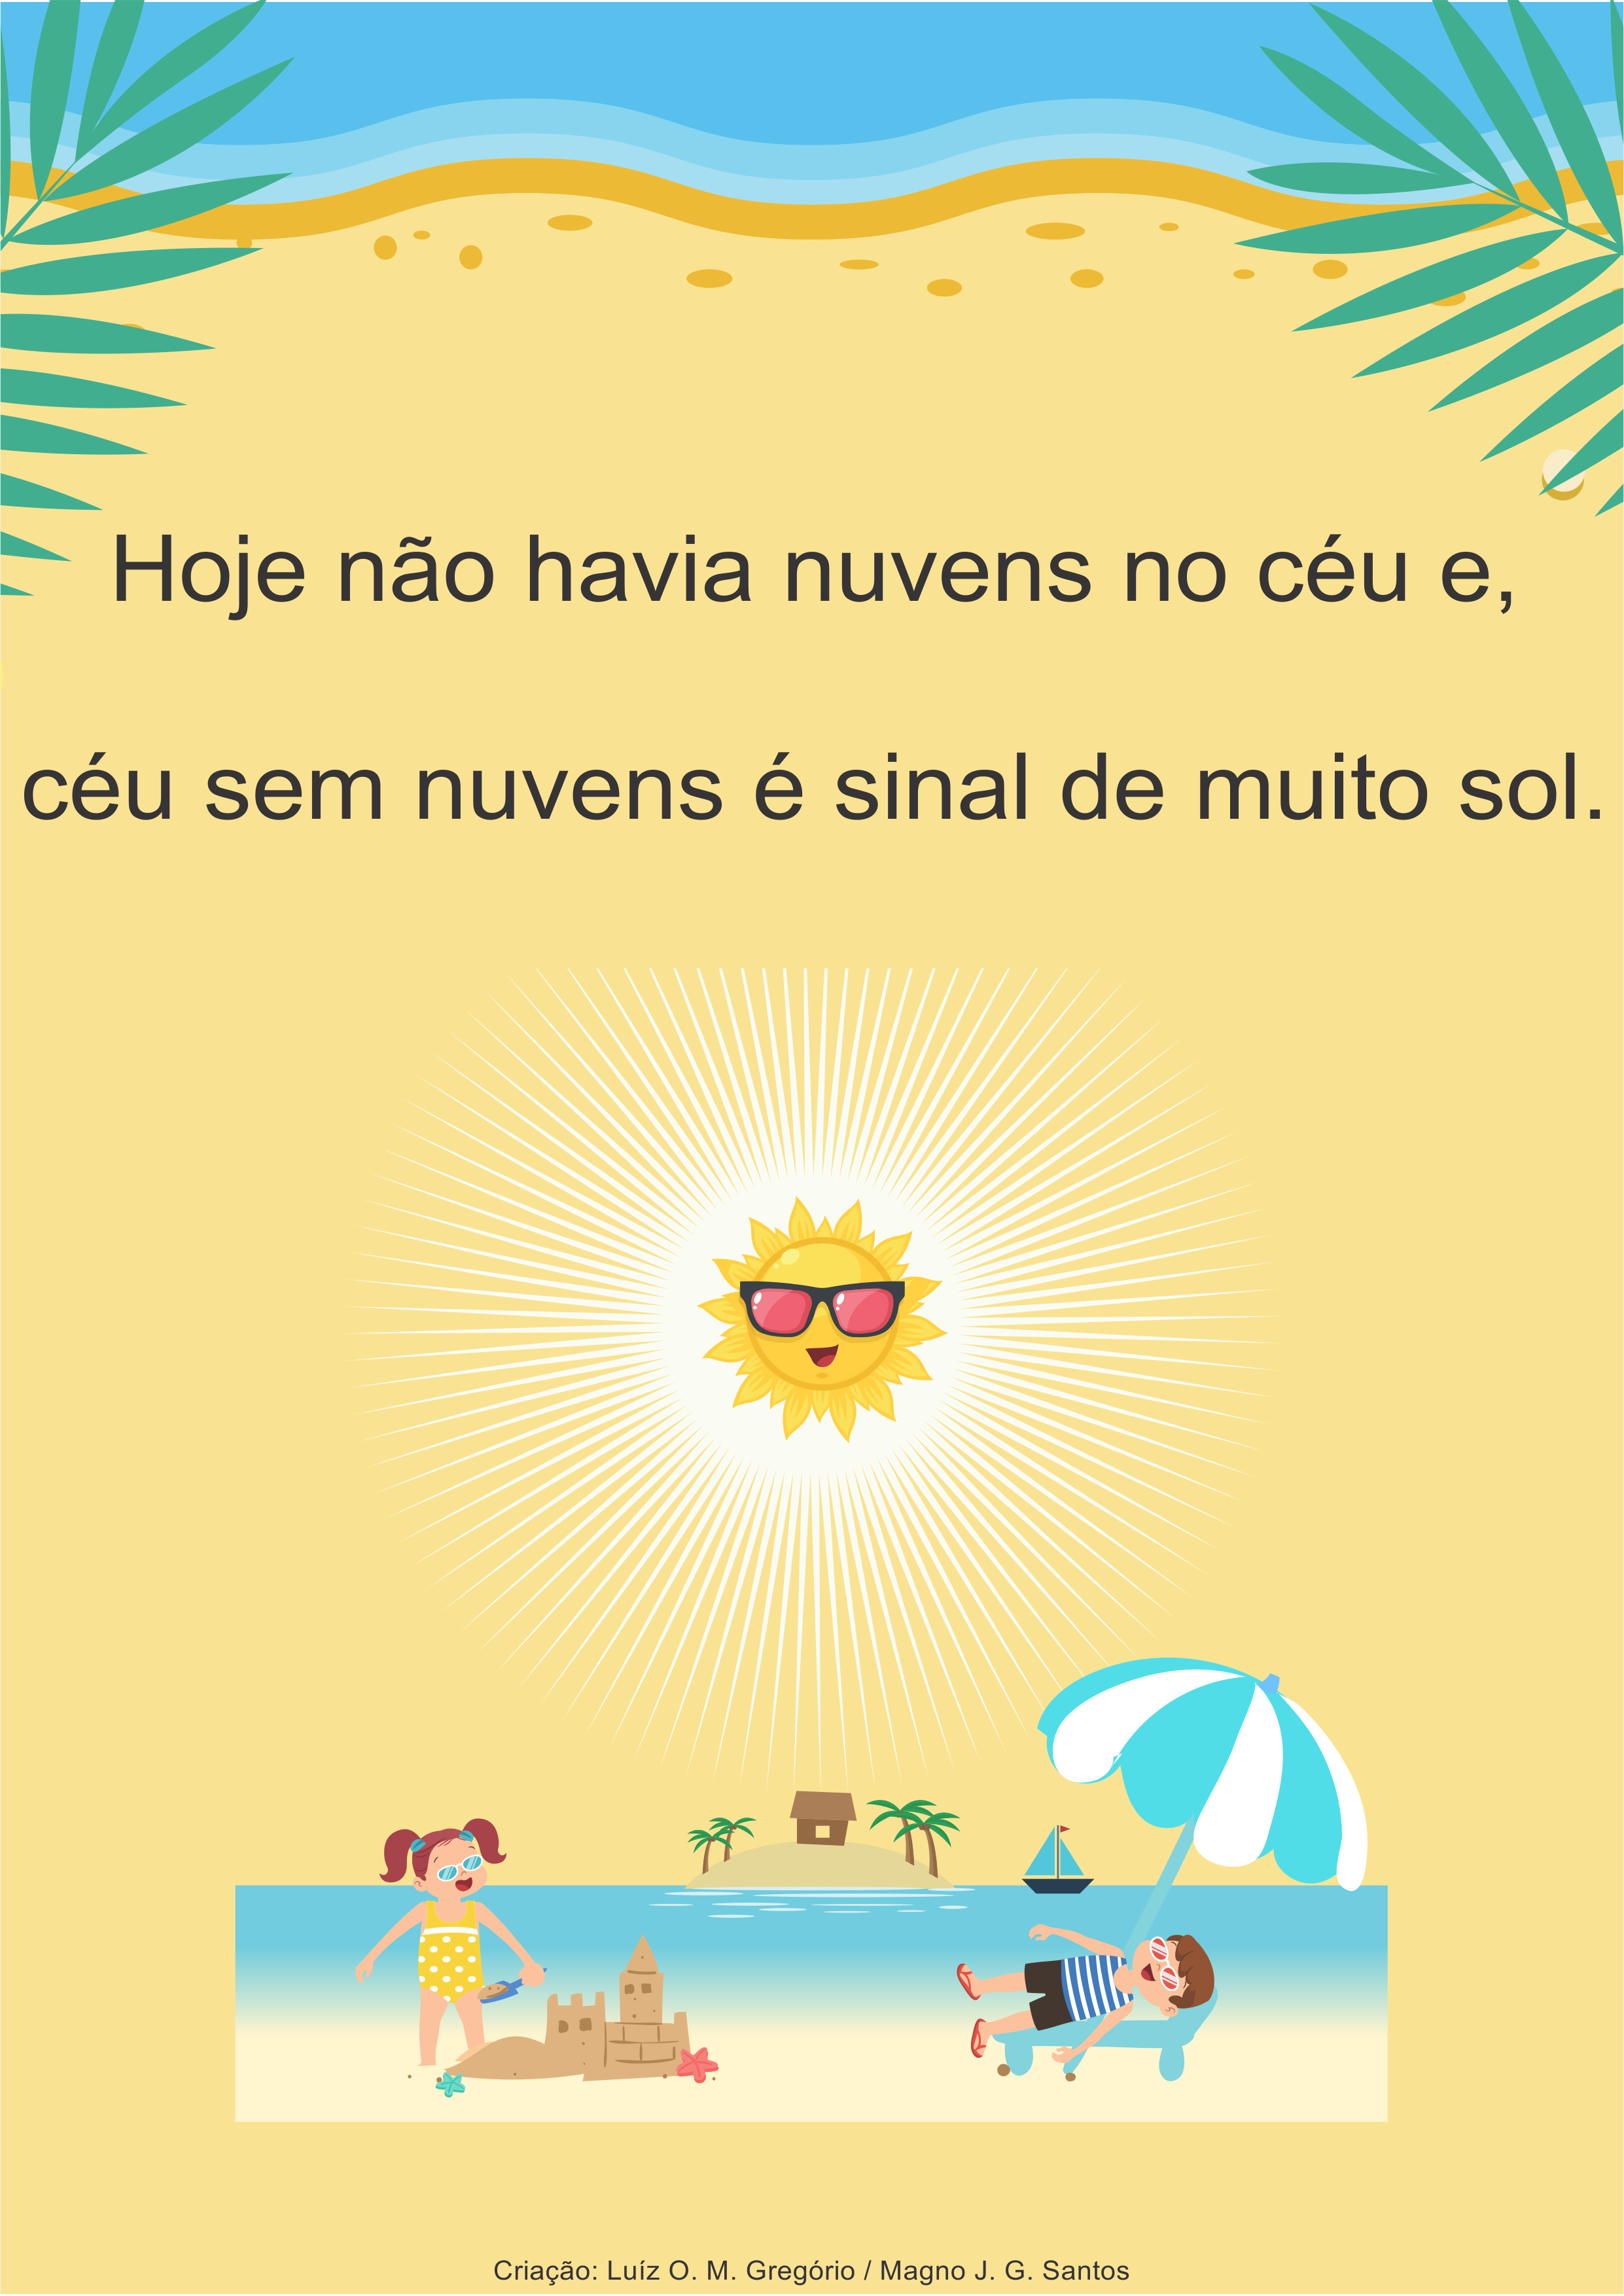 Hoje não havia nuvens no céu e,
céu sem nuvens é sinal de muito sol.
Criação: Luíz O. M. Gregório / Magno J. G. Santos